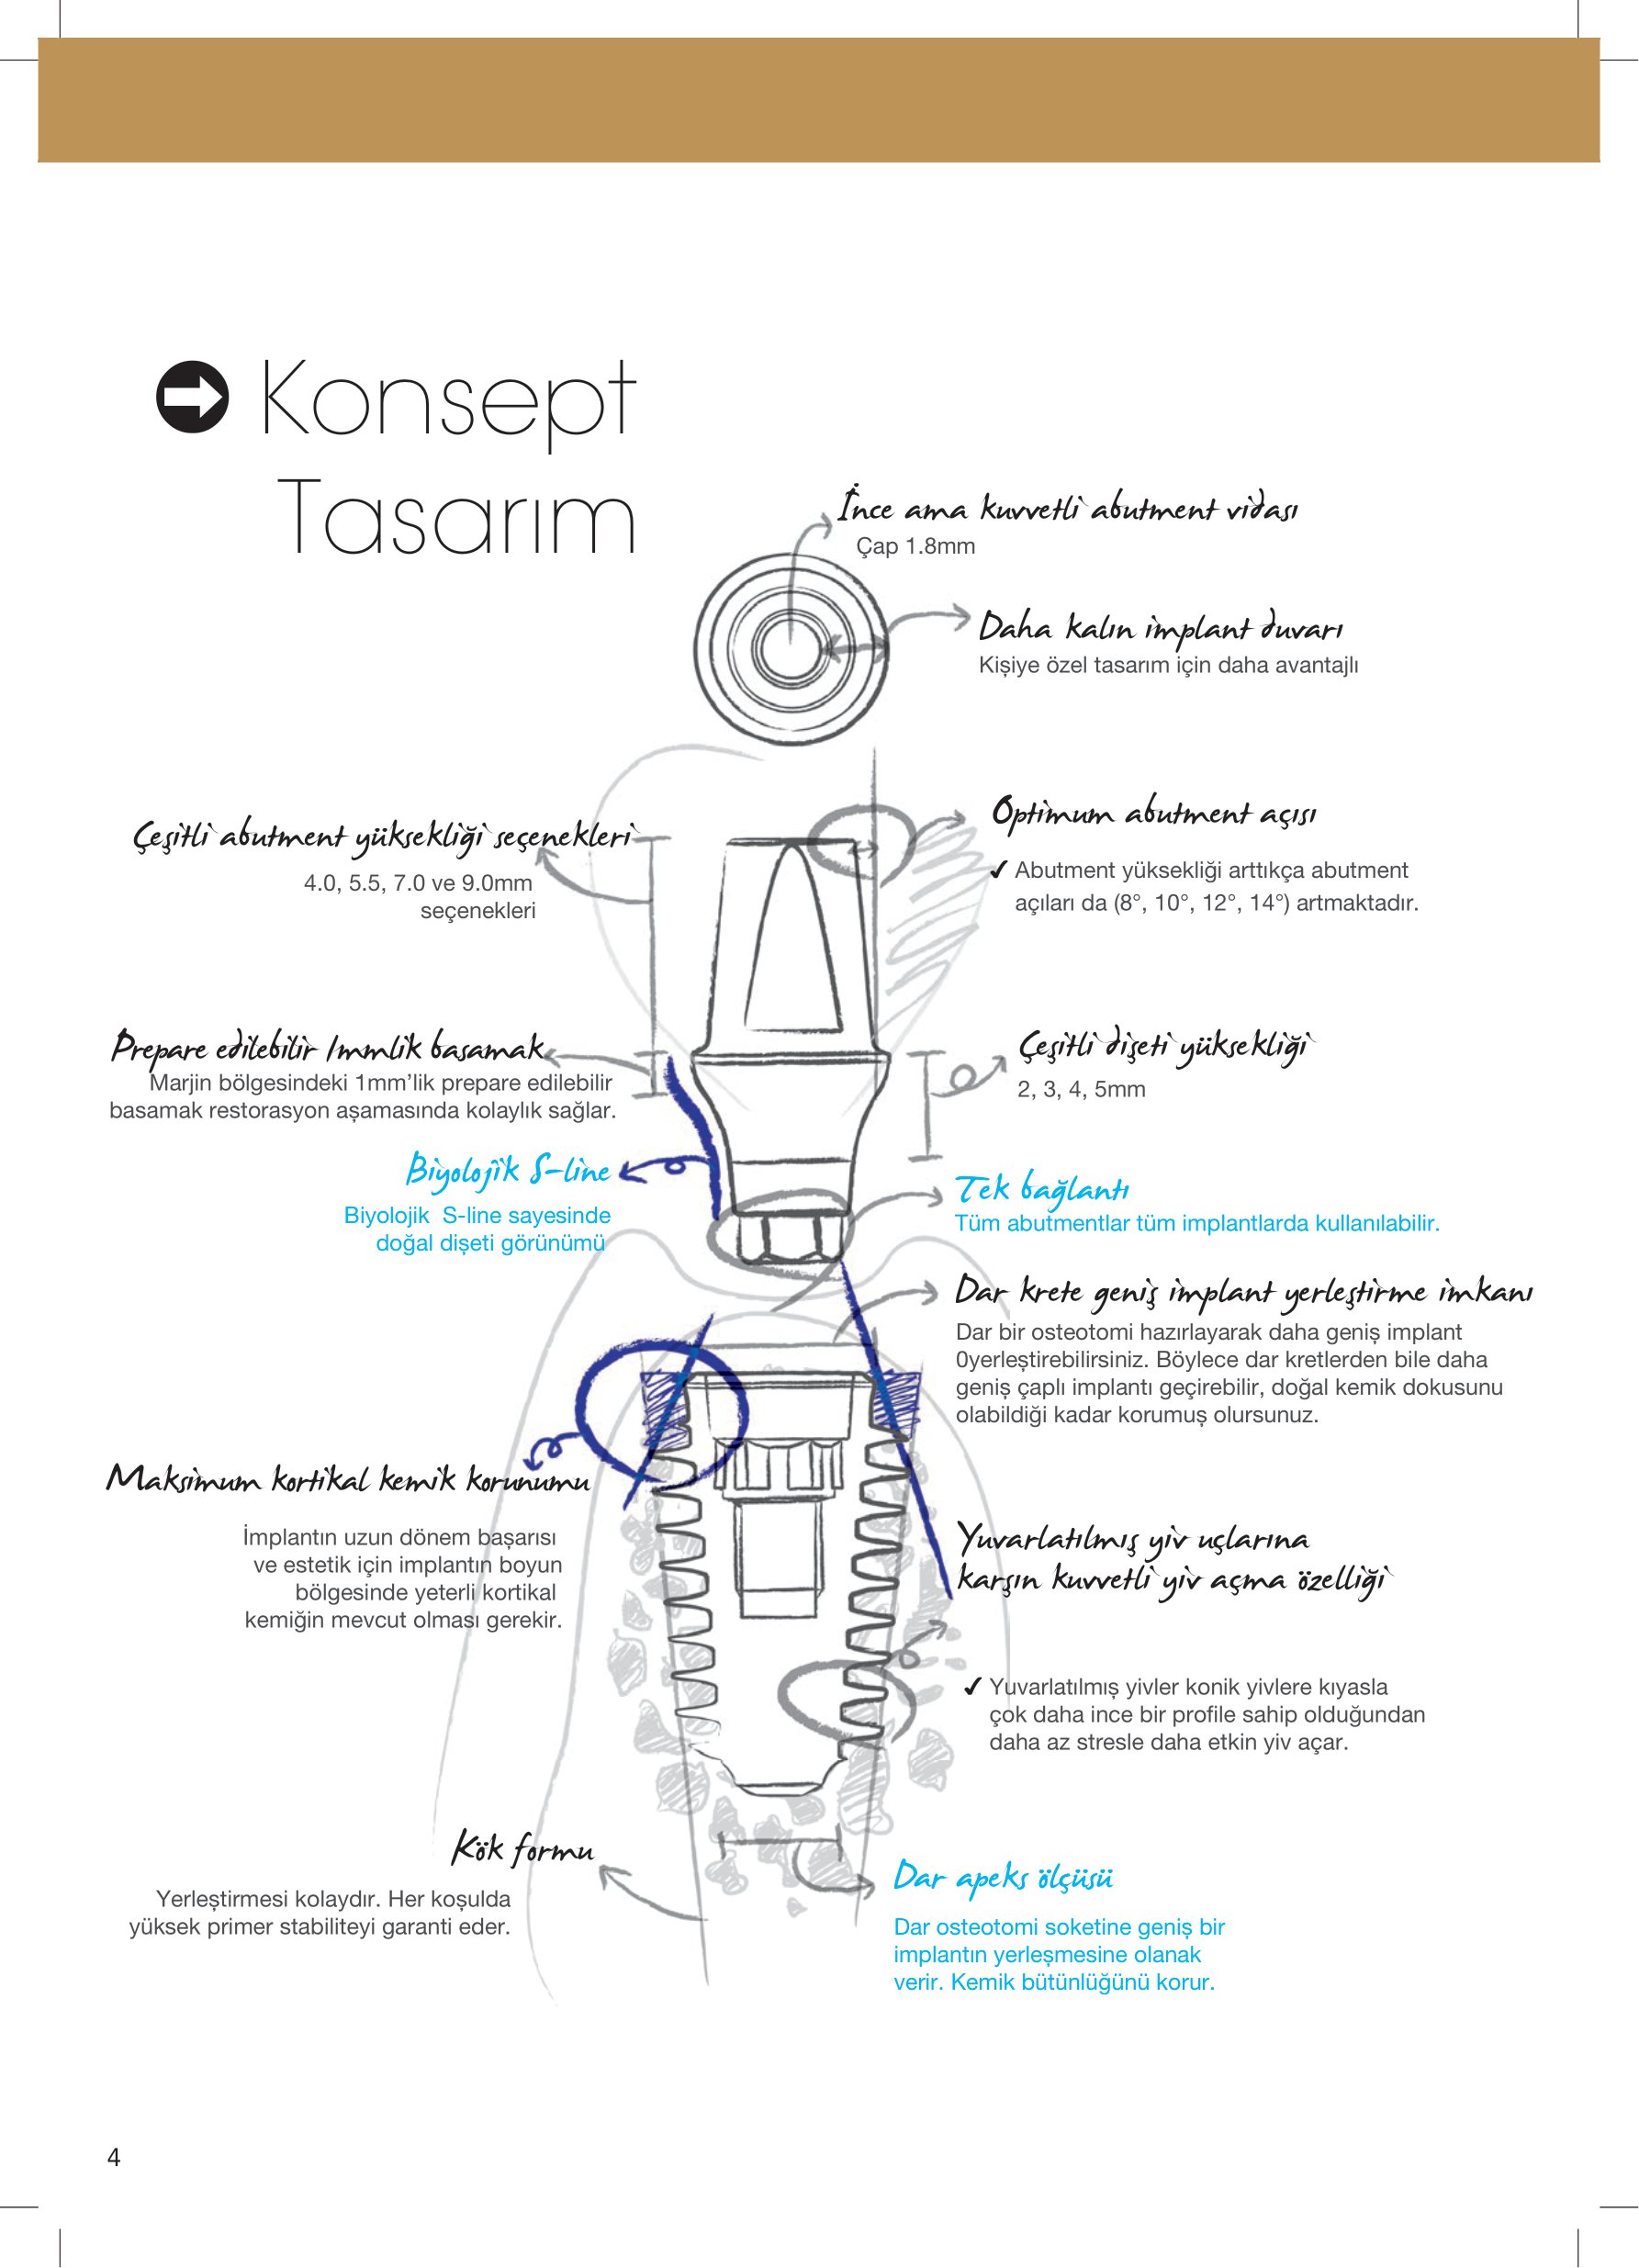 Konsept
Tasarım
İnce ama kuvvetli abutment vidası
Çap 1.8mm
Daha kalın implant duvarı
Kişiye özel tasarım için daha avantajlı
Çeşitli abutment yüksekliği seçenekleri
4.0, 5.5, 7.0 ve 9.0mm
seçenekleri
Optimum abutment açısı
✓ Abutment yüksekliği arttıkça abutment
açıları da (8°, 10°, 12°, 14°) artmaktadır.
Prepare edilebilir 1mmlik basamak
Marjin bölgesindeki 1mm’lik prepare edilebilir
basamak restorasyon aşamasında kolaylık sağlar.
Çeşitli dişeti yüksekliği
2, 3, 4, 5mm
Biyolojik S-line
Biyolojik S-line sayesinde
doğal dişeti görünümü
Tek bağlantı
Tüm abutmentlar tüm implantlarda kullanılabilir.
Dar krete geniş implant yerleştirme imkanı
Dar bir osteotomi hazırlayarak daha geniş implant
0yerleştirebilirsiniz. Böylece dar kretlerden bile daha
geniş çaplı implantı geçirebilir, doğal kemik dokusunu
olabildiği kadar korumuş olursunuz.
Maksimum kortikal kemik korunumu
İmplantın uzun dönem başarısı
ve estetik için implantın boyun
bölgesinde yeterli kortikal
kemiğin mevcut olması gerekir.
Yuvarlatılmış yiv uçlarına
karşın kuvvetli yiv açma özelliği
✓ Yuvarlatılmış yivler konik yivlere kıyasla
çok daha ince bir profile sahip olduğundan
daha az stresle daha etkin yiv açar.
Kök formu
Yerleştirmesi kolaydır. Her koşulda
yüksek primer stabiliteyi garanti eder.
Dar apeks ölçüsü
Dar osteotomi soketine geniş bir
implantın yerleşmesine olanak
verir. Kemik bütünlüğünü korur.
4